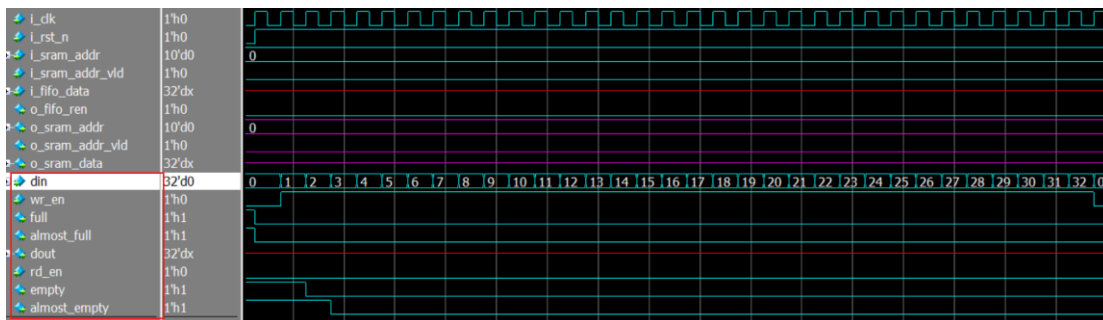 i_clk 1'h0
i_rst_n 1'h0
i_sram_addr 10'd0 0
i_sram_addr_vld 1'h0
i_fifo_data 32'dx
o_fifo_ren 1'h0
o_sram_addr 10'd0 0
o_sram_addr_vld 1'h0
o_sram_data 32'dx
din 32'd0 0 1 2 3 4 5 6 7 8 9 10 11 12 13 14 15 16 17 18 19 20 21 22 23 24 25 26 27 28 29 30 31 32 0
wr_en 1'h0
full 1'h1
almost_full 1'h1
dout 32'dx
rd_en 1'h0
empty 1'h1
almost_empty 1'h1